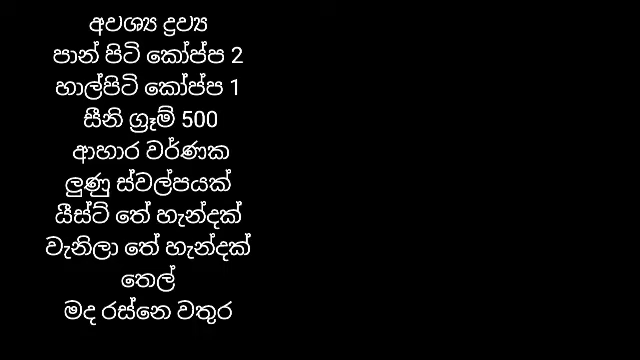 අවශ්‍ය ද්‍රව්‍ය
පාන් පිටි කෝප්ප 2
හාල්පිටි කෝප්ප 1
සීනි ග්‍රෑම් 500
ආහාර වර්ණක
ලුණු ස්වල්පයක්
යීස්ට් තේ හැන්දක්
වැනිලා තේ හැන්දක්
තෙල්
මද රස්නෙ වතුර